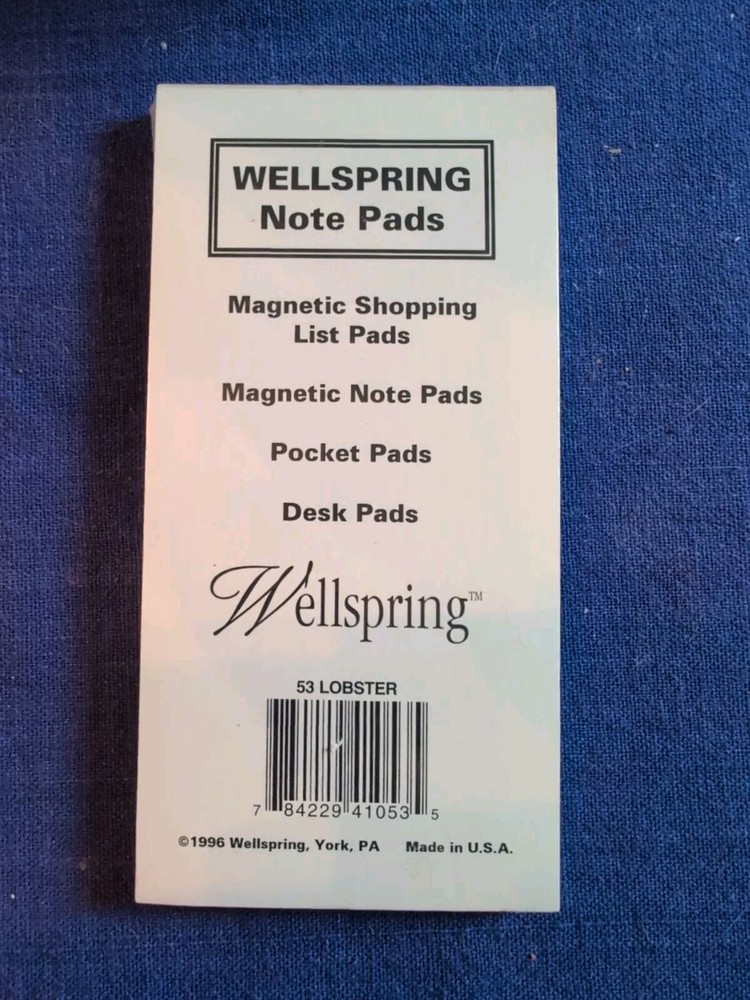 WELLSPRING
Note Pads
Magnetic Shopping
List Pads
Magnetic Note Pads
Pocket Pads
Desk Pads
Wellspring™
53 LOBSTER
7 84229 41053 5
©1996 Wellspring, York, PA Made in U.S.A.